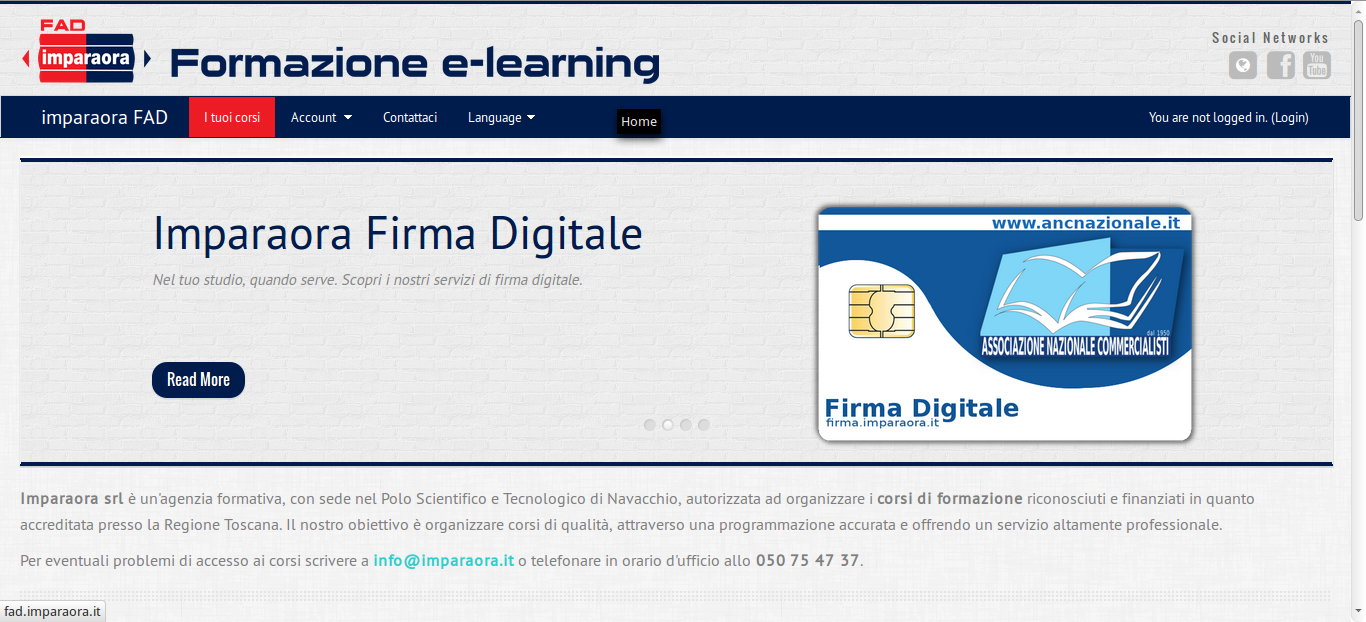 FAD
imparaora
Formazione e-learning
Social Networks
You Tube
imparaora FAD
I tuoi corsi
Account
Contattaci
Language
Home
You are not logged in. (Login)
Imparaora Firma Digitale
Nel tuo studio, quando serve. Scopri i nostri servizi di firma digitale.
Read More
www.ancnazionale.it
dal 1950
ASSOCIAZIONE NAZIONALE COMMERCIALISTI
Firma Digitale
firma.imparaora.it
Imparaora srl è un'agenzia formativa, con sede nel Polo Scientifico e Tecnologico di Navacchio, autorizzata ad organizzare i corsi di formazione riconosciuti e finanziati in quanto
accreditata presso la Regione Toscana. Il nostro obiettivo è organizzare corsi di qualità, attraverso una programmazione accurata e offrendo un servizio altamente professionale.
Per eventuali problemi di accesso ai corsi scrivere a info@imparaora.it o telefonare in orario d'ufficio allo 050 75 47 37.
fad.imparaora.it